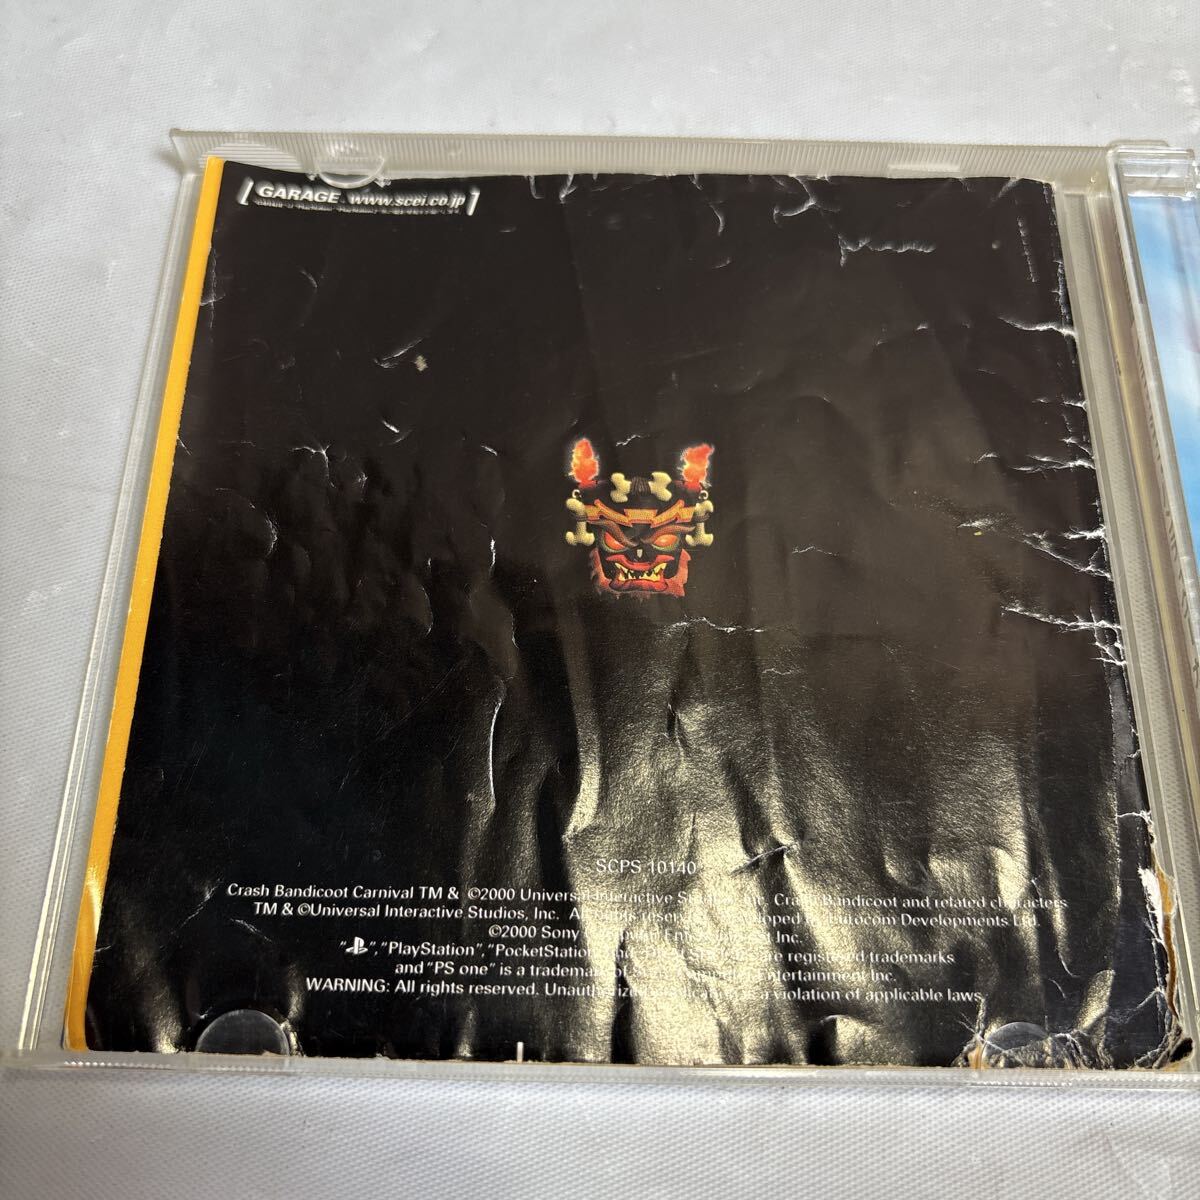 GARAGE www.scei.co.jp
SCPS 10140
Crash Bandicoot Carnival TM & ©2000 Universal Interactive Studios, Inc. Crash Bandicoot and related characters
TM & ©Universal Interactive Studios, Inc. All rights reserved. Developed by Eurocom Developments Ltd.
©2000 Sony Computer Entertainment Inc.
" ", "PlayStation", "PocketStation" are registered trademarks
and "PS one" is a trademark of Sony Computer Entertainment Inc.
WARNING: All rights reserved. Unauthorized duplication is a violation of applicable laws.